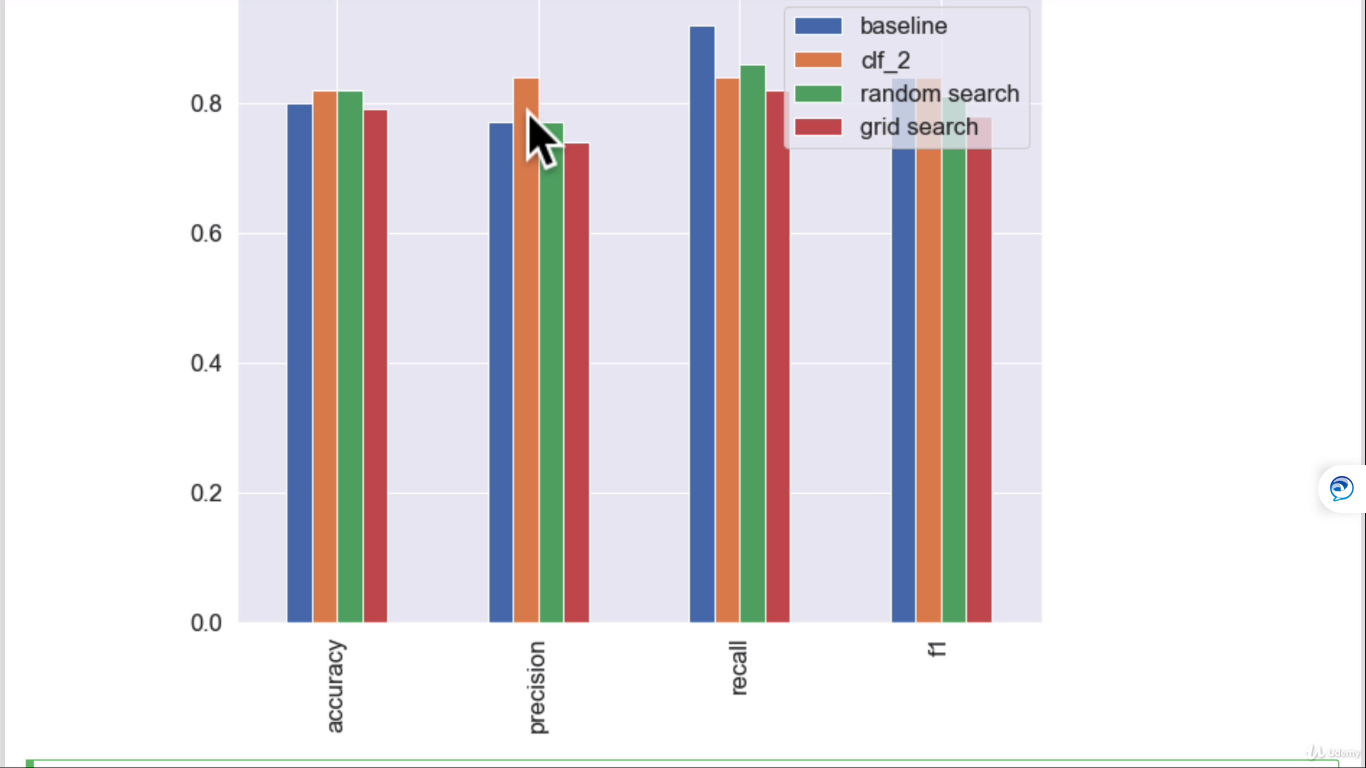 baseline
clf_2
random search
grid search
0.8
0.6
0.4
0.2
0.0
accuracy
precision
recall
f1
Udemy